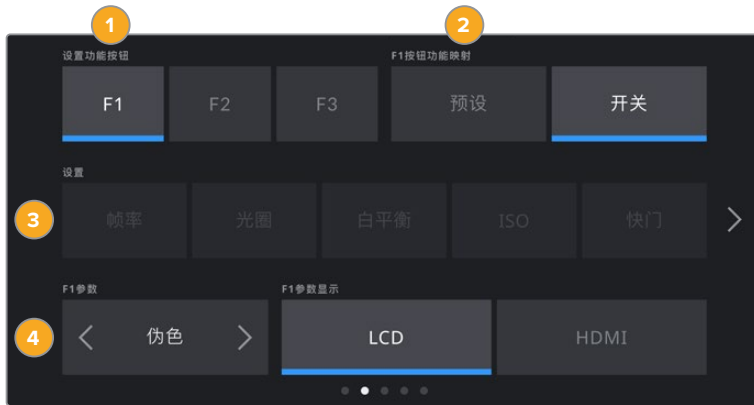 1 2
设置功能按钮 F1按钮功能映射
F1 F2 F3 预设 开关
设置
3 帧率 光圈 白平衡 ISO 快门
F1参数 F1参数显示
4 伪色 LCD HDMI